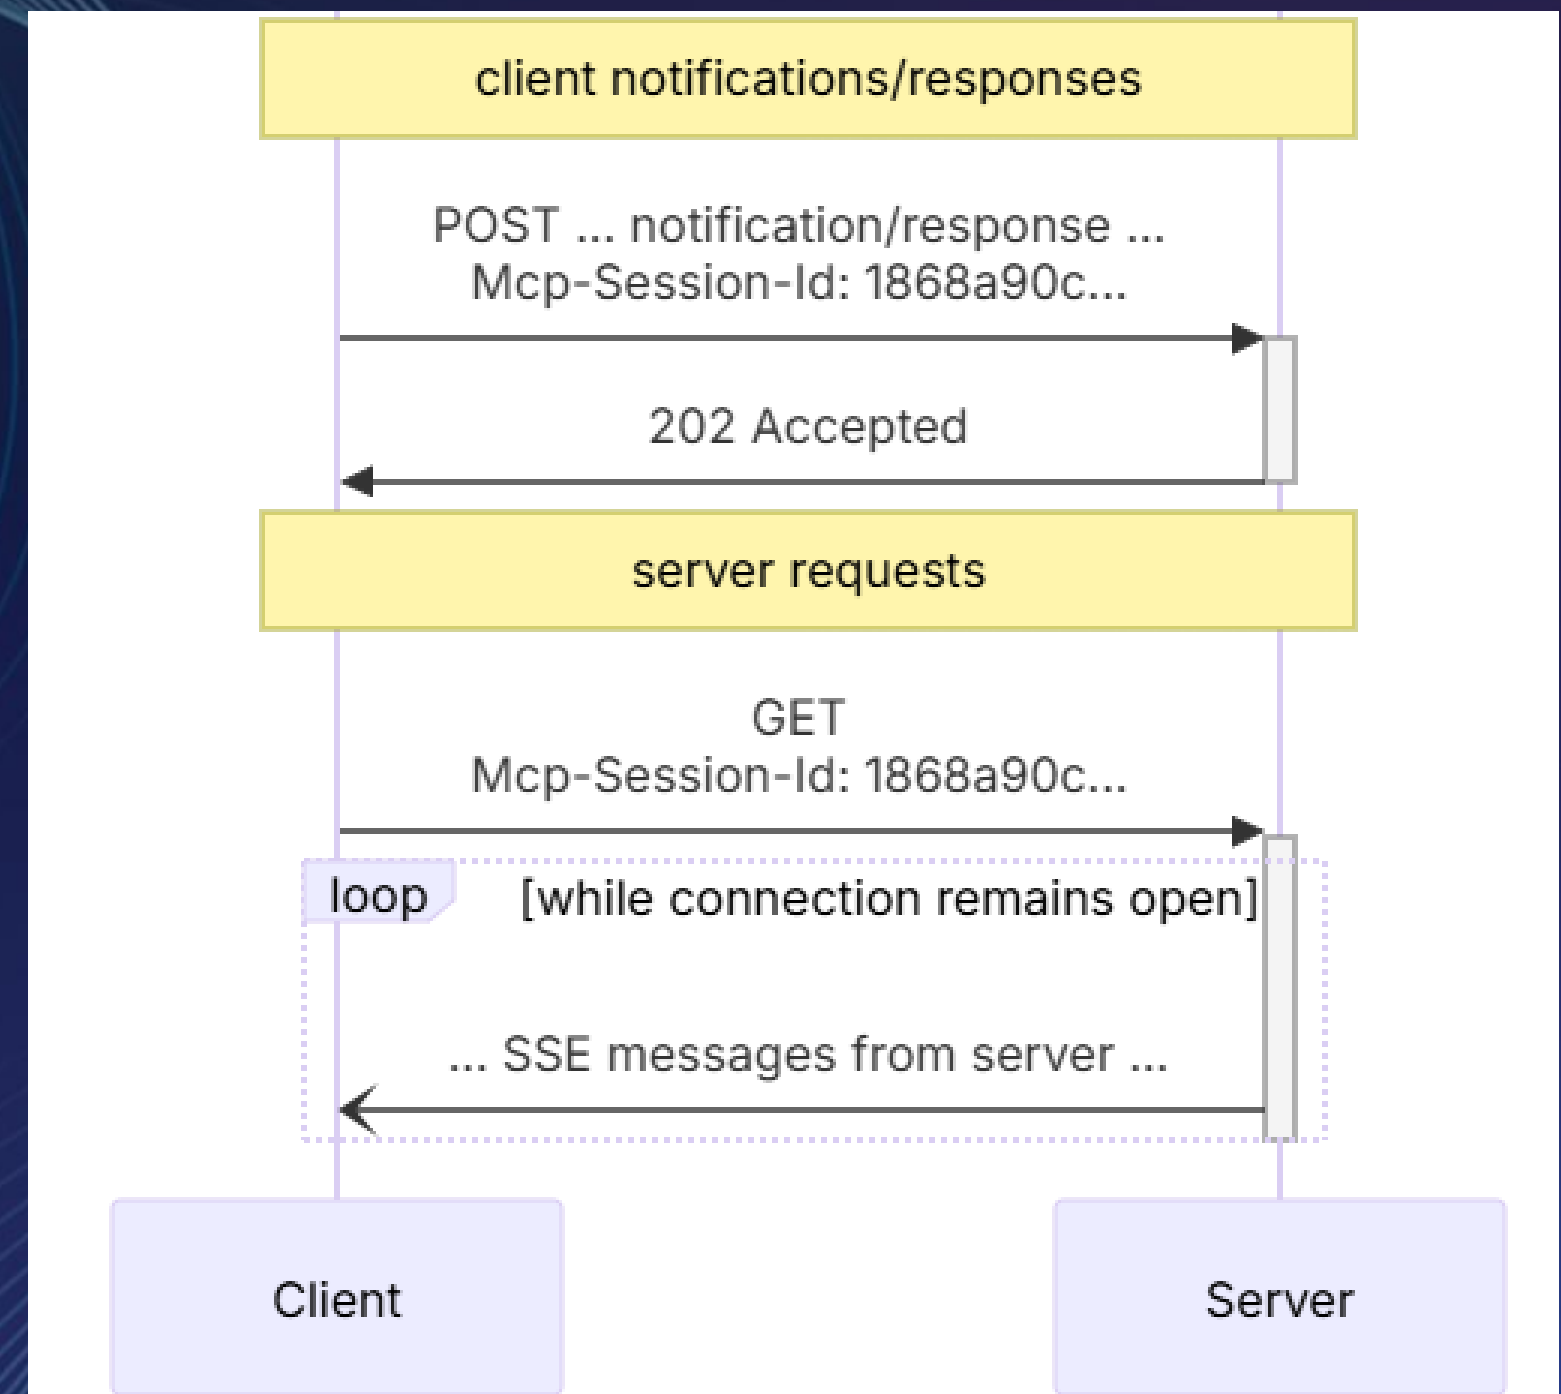 client notifications/responses
POST ... notification/response ...
Mcp-Session-Id: 1868a90c...
202 Accepted
server requests
GET
Mcp-Session-Id: 1868a90c...
loop
[while connection remains open]
... SSE messages from server ...
Client
Server